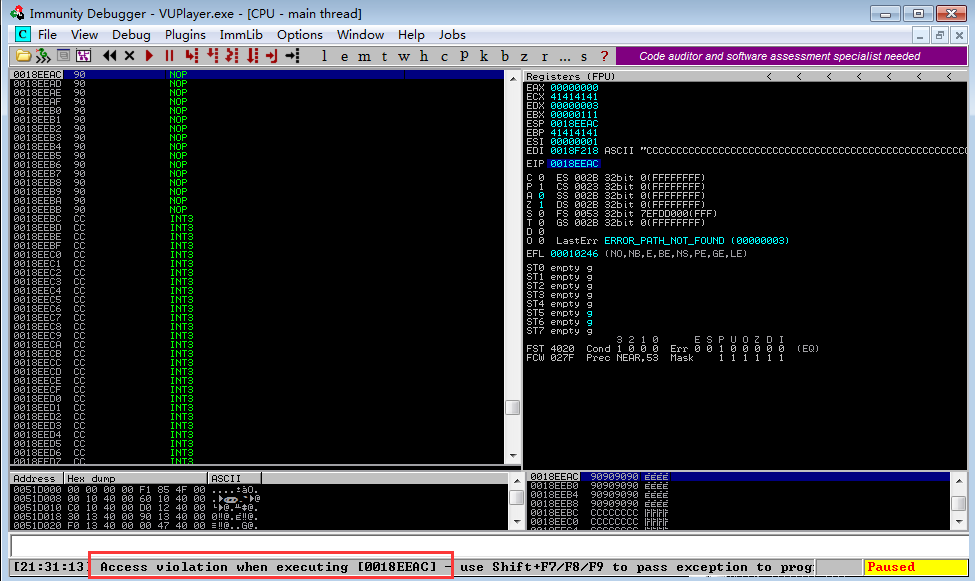 Immunity Debugger - VUPlayer.exe - [CPU - main thread]
C File View Debug Plugins ImmLib Options Window Help Jobs
l e m t w h c P k b z r ... s ?
Code auditor and software assessment specialist needed
0018EEAC 90 NOP
0018EEAD 90 NOP
0018EEAE 90 NOP
0018EEAF 90 NOP
0018EEB0 90 NOP
0018EEB1 90 NOP
0018EEB2 90 NOP
0018EEB3 90 NOP
0018EEB4 90 NOP
0018EEB5 90 NOP
0018EEB6 90 NOP
0018EEB7 90 NOP
0018EEB8 90 NOP
0018EEB9 90 NOP
0018EEBA 90 NOP
0018EEBB 90 NOP
0018EEBC CC INT3
0018EEBD CC INT3
0018EEBE CC INT3
0018EEBF CC INT3
0018EEC0 CC INT3
0018EEC1 CC INT3
0018EEC2 CC INT3
0018EEC3 CC INT3
0018EEC4 CC INT3
0018EEC5 CC INT3
0018EEC6 CC INT3
0018EEC7 CC INT3
0018EEC8 CC INT3
0018EEC9 CC INT3
0018EECA CC INT3
0018EECB CC INT3
0018EECC CC INT3
0018EECD CC INT3
0018EECE CC INT3
0018EECF CC INT3
0018EED0 CC INT3
0018EED1 CC INT3
0018EED2 CC INT3
0018EED3 CC INT3
0018EED4 CC INT3
0018EED5 CC INT3
0018EED6 CC INT3
0018EED7 CC INT3
Registers (FPU) < < < < < < <
EAX 00000000
ECX 41414141
EDX 00000003
EBX 00000111
ESP 0018EEAC
EBP 41414141
ESI 00000001
EDI 0018F218 ASCII "CCCCCCCCCCCCCCCCCCCCCCCCCCCCCCCCCCCCCCCCCCCCCCCCCCCC
EIP 0018EEAC
C 0 ES 002B 32bit 0(FFFFFFFF)
P 1 CS 0023 32bit 0(FFFFFFFF)
A 0 SS 002B 32bit 0(FFFFFFFF)
Z 1 DS 002B 32bit 0(FFFFFFFF)
S 0 FS 0053 32bit 7EFDD000(FFF)
T 0 GS 002B 32bit 0(FFFFFFFF)
D 0
O 0 LastErr ERROR_PATH_NOT_FOUND (00000003)
EFL 00010246 (NO,NB,E,BE,NS,PE,GE,LE)
ST0 empty g
ST1 empty g
ST2 empty g
ST3 empty g
ST4 empty g
ST5 empty g
ST6 empty g
ST7 empty g
3 2 1 0 E S P U O Z D I
FST 4020 Cond 1 0 0 0 Err 0 0 1 0 0 0 0 0 (EQ)
FCW 027F Prec NEAR,53 Mask 1 1 1 1 1 1
Address Hex dump ASCII
0051D000 00 00 00 00 F1 85 4F 00
0051D008 00 10 40 00 60 10 40 00
0051D010 C0 10 40 00 D0 12 40 00
0051D018 30 13 40 00 90 13 40 00
0051D020 F0 13 40 00 00 47 40 00
0018EEAC 90909090 ÉÉÉÉ
0018EEB0 90909090 ÉÉÉÉ
0018EEB4 90909090 ÉÉÉÉ
0018EEB8 90909090 ÉÉÉÉ
0018EEBC CCCCCCCC ╠╠╠╠
0018EEC0 CCCCCCCC ╠╠╠╠
[21:31:13] Access violation when executing [0018EEAC] - use Shift+F7/F8/F9 to pass exception to prog
Paused